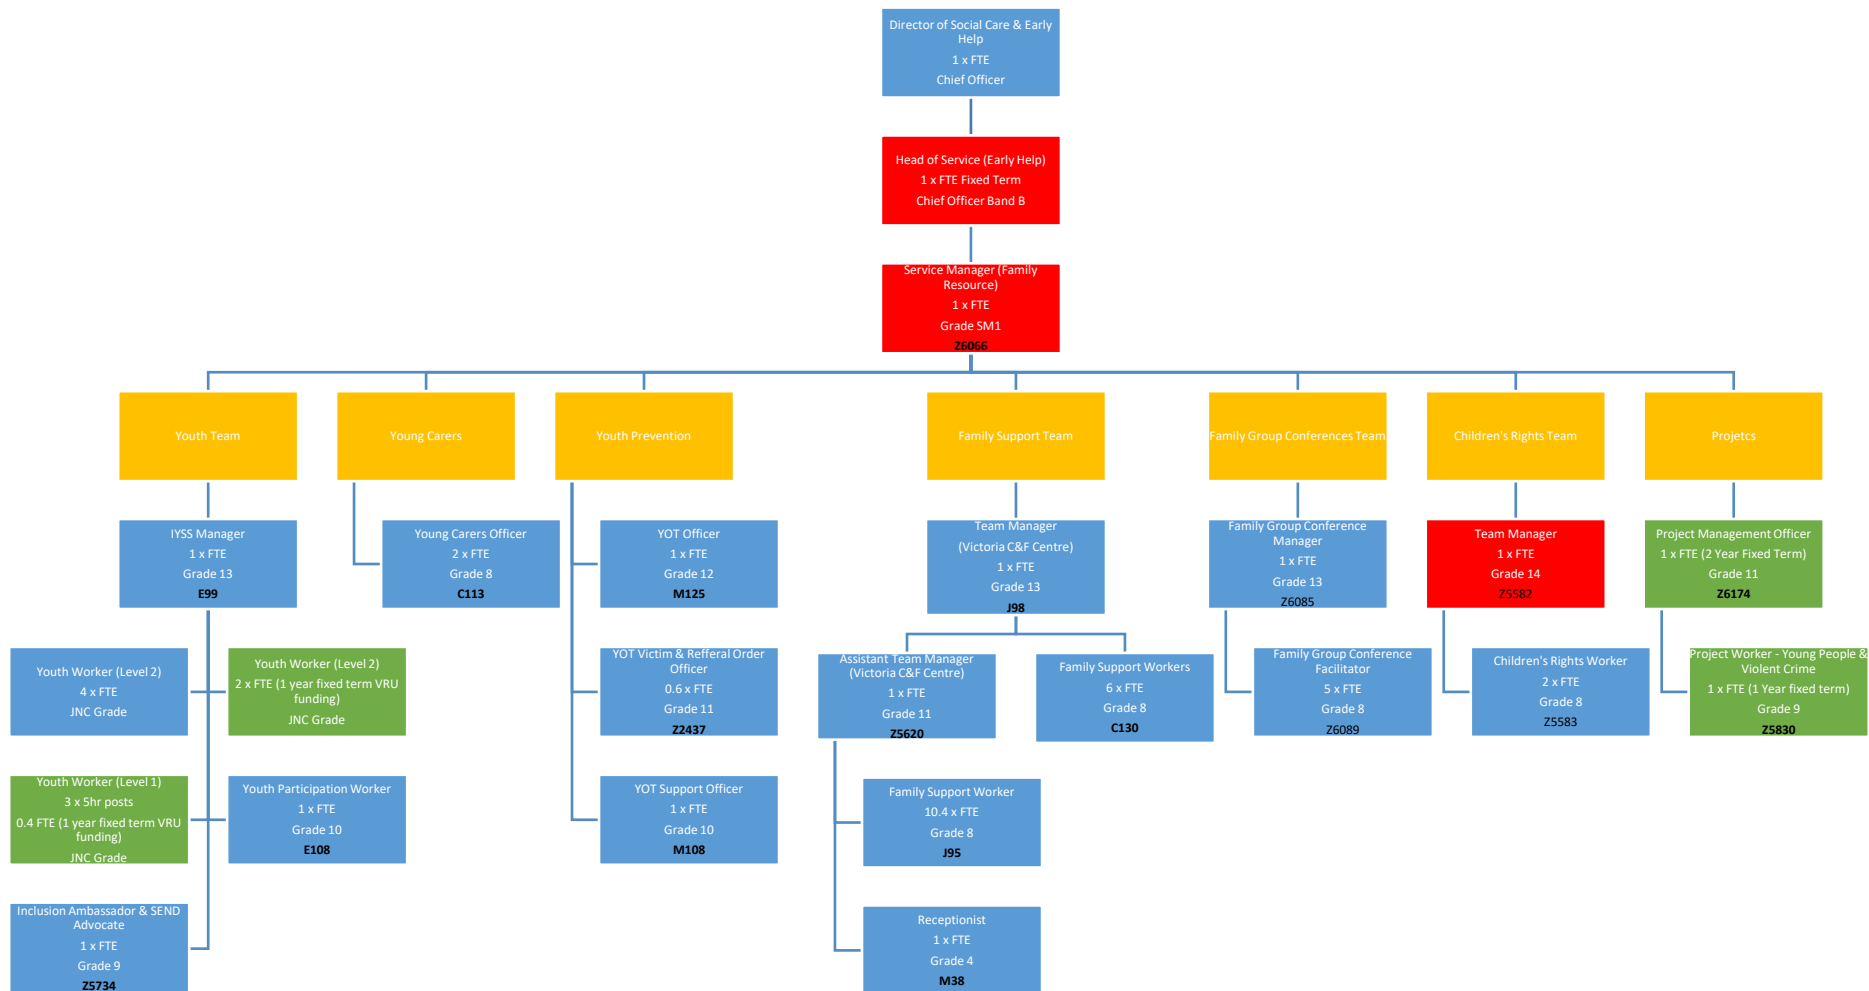 Director of Social Care & Early
Help
1 x FTE
Chief Officer
Head of Service (Early Help)
1 x FTE Fixed Term
Chief Officer Band B
Service Manager (Family
Resource)
1 x FTE
Grade SM1
Z6066
Youth Team
Young Carers
Youth Prevention
Family Support Team
Family Group Conferences Team
Children's Rights Team
Projetcs
IYSS Manager
1 x FTE
Grade 13
E99
Young Carers Officer
2 x FTE
Grade 8
C113
YOT Officer
1 x FTE
Grade 12
M125
Team Manager
(Victoria C&F Centre)
1 x FTE
Grade 13
J98
Family Group Conference
Manager
1 x FTE
Grade 13
Z6085
Team Manager
1 x FTE
Grade 14
Z5582
Project Management Officer
1 x FTE (2 Year Fixed Term)
Grade 11
Z6174
Youth Worker (Level 2)
4 x FTE
JNC Grade
Youth Worker (Level 2)
2 x FTE (1 year fixed term VRU
funding)
JNC Grade
YOT Victim & Refferal Order
Officer
0.6 x FTE
Grade 11
Z2437
Assistant Team Manager
(Victoria C&F Centre)
1 x FTE
Grade 11
Z5620
Family Support Workers
6 x FTE
Grade 8
C130
Family Group Conference
Facilitator
5 x FTE
Grade 8
Z6089
Children's Rights Worker
2 x FTE
Grade 8
Z5583
Project Worker - Young People &
Violent Crime
1 x FTE (1 Year fixed term)
Grade 9
Z5830
Youth Worker (Level 1)
3 x 5hr posts
0.4 FTE (1 year fixed term VRU
funding)
JNC Grade
Youth Participation Worker
1 x FTE
Grade 10
E108
YOT Support Officer
1 x FTE
Grade 10
M108
Family Support Worker
10.4 x FTE
Grade 8
J95
Inclusion Ambassador & SEND
Advocate
1 x FTE
Grade 9
Z5734
Receptionist
1 x FTE
Grade 4
M38